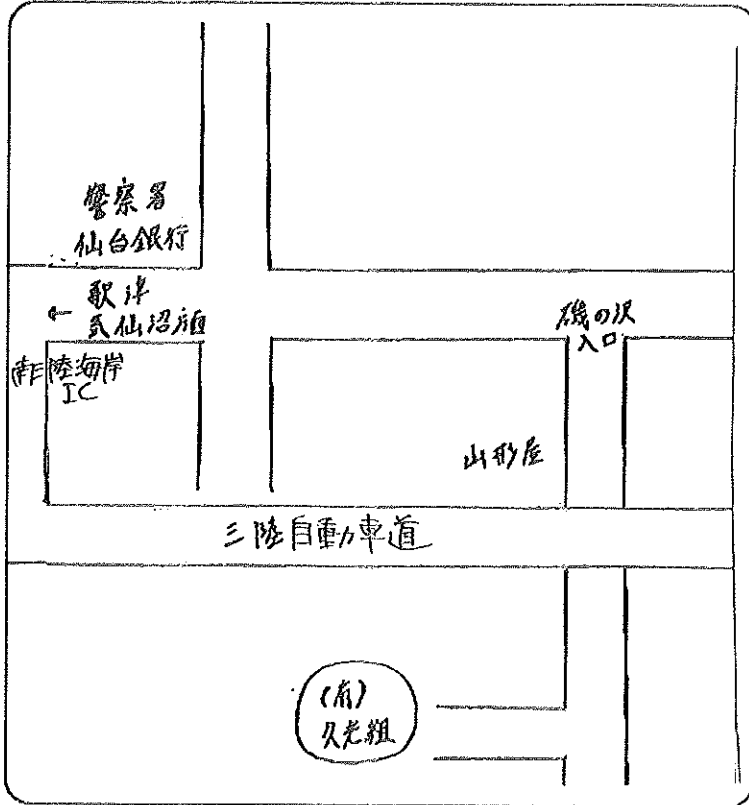 警察署
仙台銀行
← 歌津
気仙沼方面
磯の沢
入口
南三陸海岸
IC
山形屋
三陸自動車道
(有)
久光組